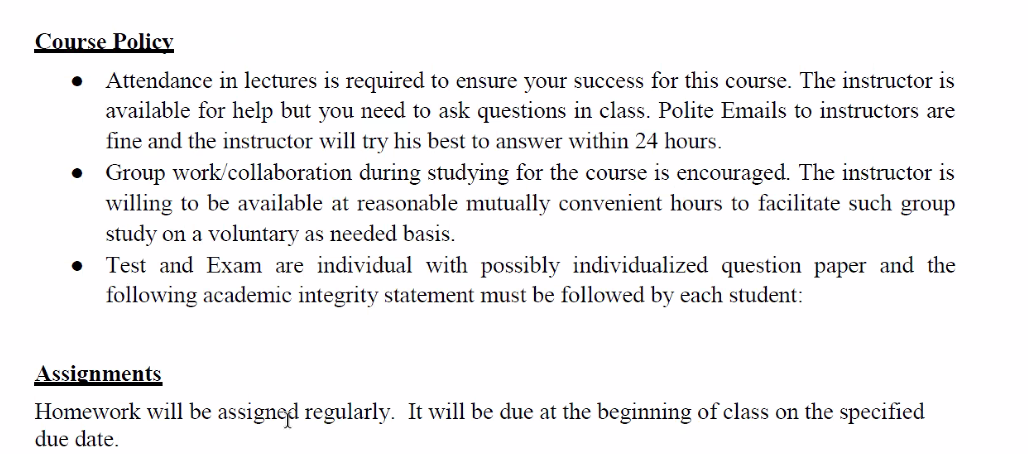 Course Policy
● Attendance in lectures is required to ensure your success for this course. The instructor is
available for help but you need to ask questions in class. Polite Emails to instructors are
fine and the instructor will try his best to answer within 24 hours.
● Group work/collaboration during studying for the course is encouraged. The instructor is
willing to be available at reasonable mutually convenient hours to facilitate such group
study on a voluntary as needed basis.
● Test and Exam are individual with possibly individualized question paper and the
following academic integrity statement must be followed by each student:
Assignments
Homework will be assigned regularly.  It will be due at the beginning of class on the specified
due date.